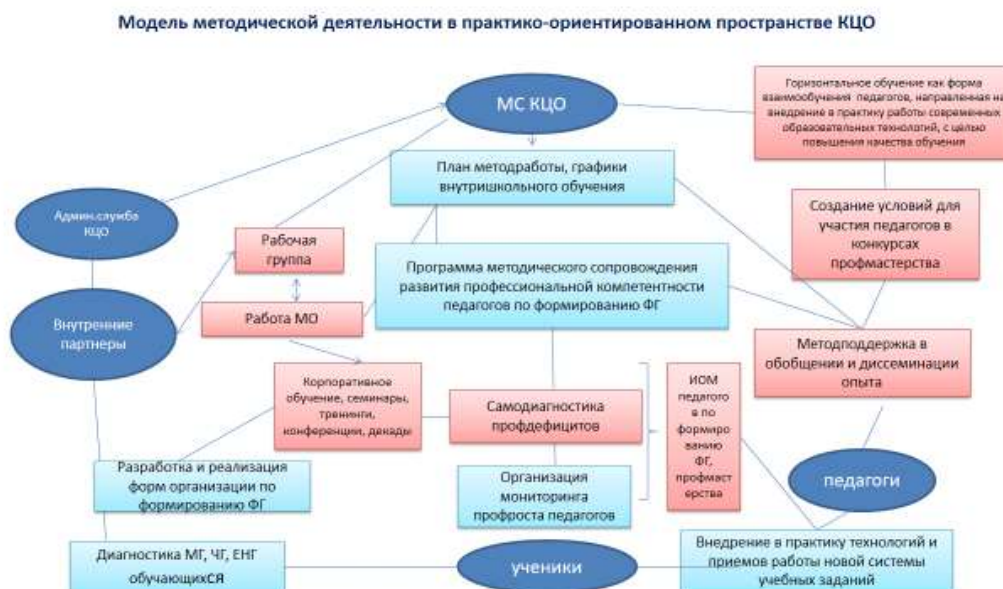 Модель методической деятельности в практико-ориентированном пространстве КЦО
МС КЦО
Горизонтальное обучение как форма
взаимообучения педагогов, направленная на
внедрение в практику работы современных
образовательных технологий, с целью
повышения качества обучения
План методработы, графики
внутришкольного обучения
Админ.служба
КЦО
Создание условий для
участия педагогов в
конкурсах
профмастерства
Рабочая
группа
Программа методического сопровождения
развития профессиональной компетентности
педагогов по формированию ФГ
Внутренние
партнеры
Работа МО
Методподдержка в
обобщении и диссеминации
опыта
Корпоративное
обучение, семинары,
тренинги,
конференции, декады
Самодиагностика
профдефицитов
ИОМ
педагого
в по
формиро
ванию
ФГ,
профмаст
ерства
Разработка и реализация
форм организации по
формированию ФГ
Организация
мониторинга
профроста педагогов
педагоги
Диагностика МГ, ЧГ, ЕНГ
обучающихся
ученики
Внедрение в практику технологий и
приемов работы новой системы
учебных заданий